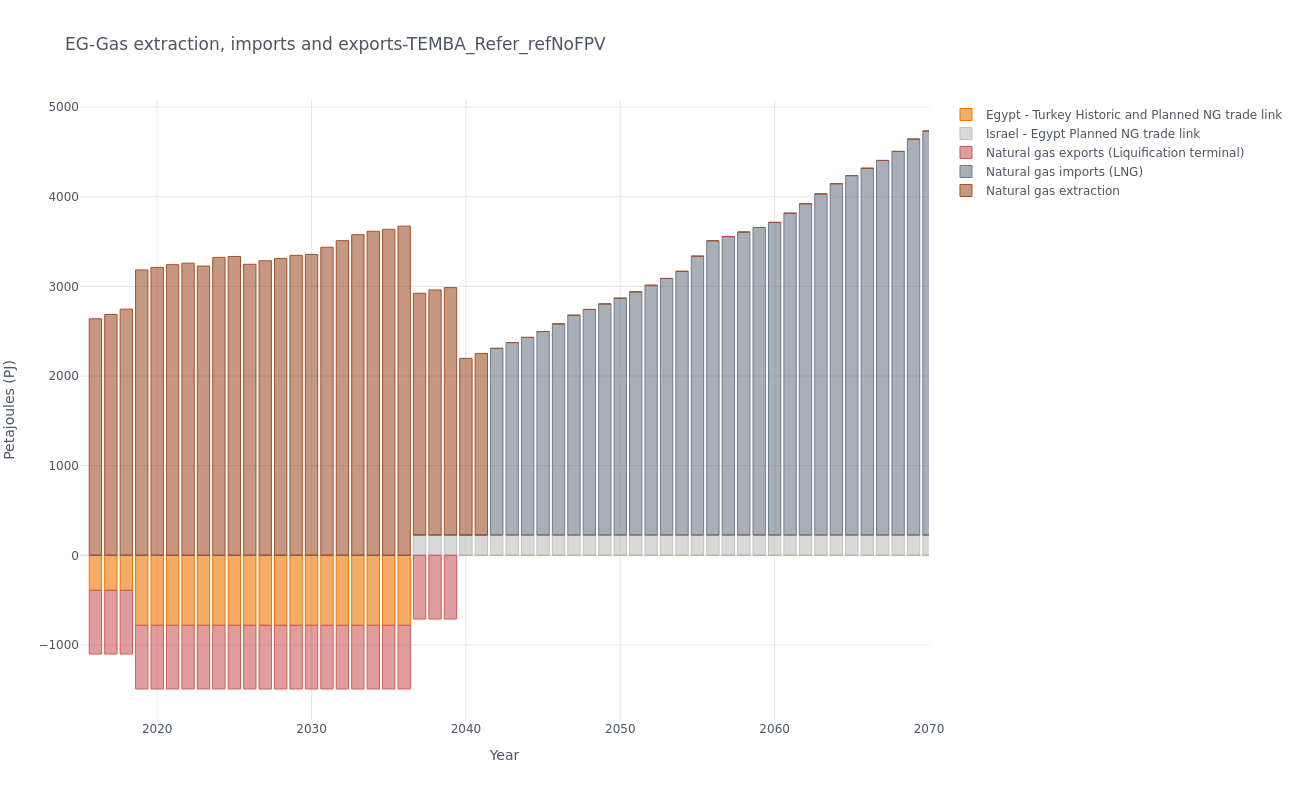 EG-Gas extraction, imports and exports-TEMBA_Refer_refNoFPV
5000
4000
3000
2000
1000
0
−1000
Petajoules (PJ)
2020
2030
2040
2050
2060
2070
Year
Egypt - Turkey Historic and Planned NG trade link
Israel - Egypt Planned NG trade link
Natural gas exports (Liquification terminal)
Natural gas imports (LNG)
Natural gas extraction